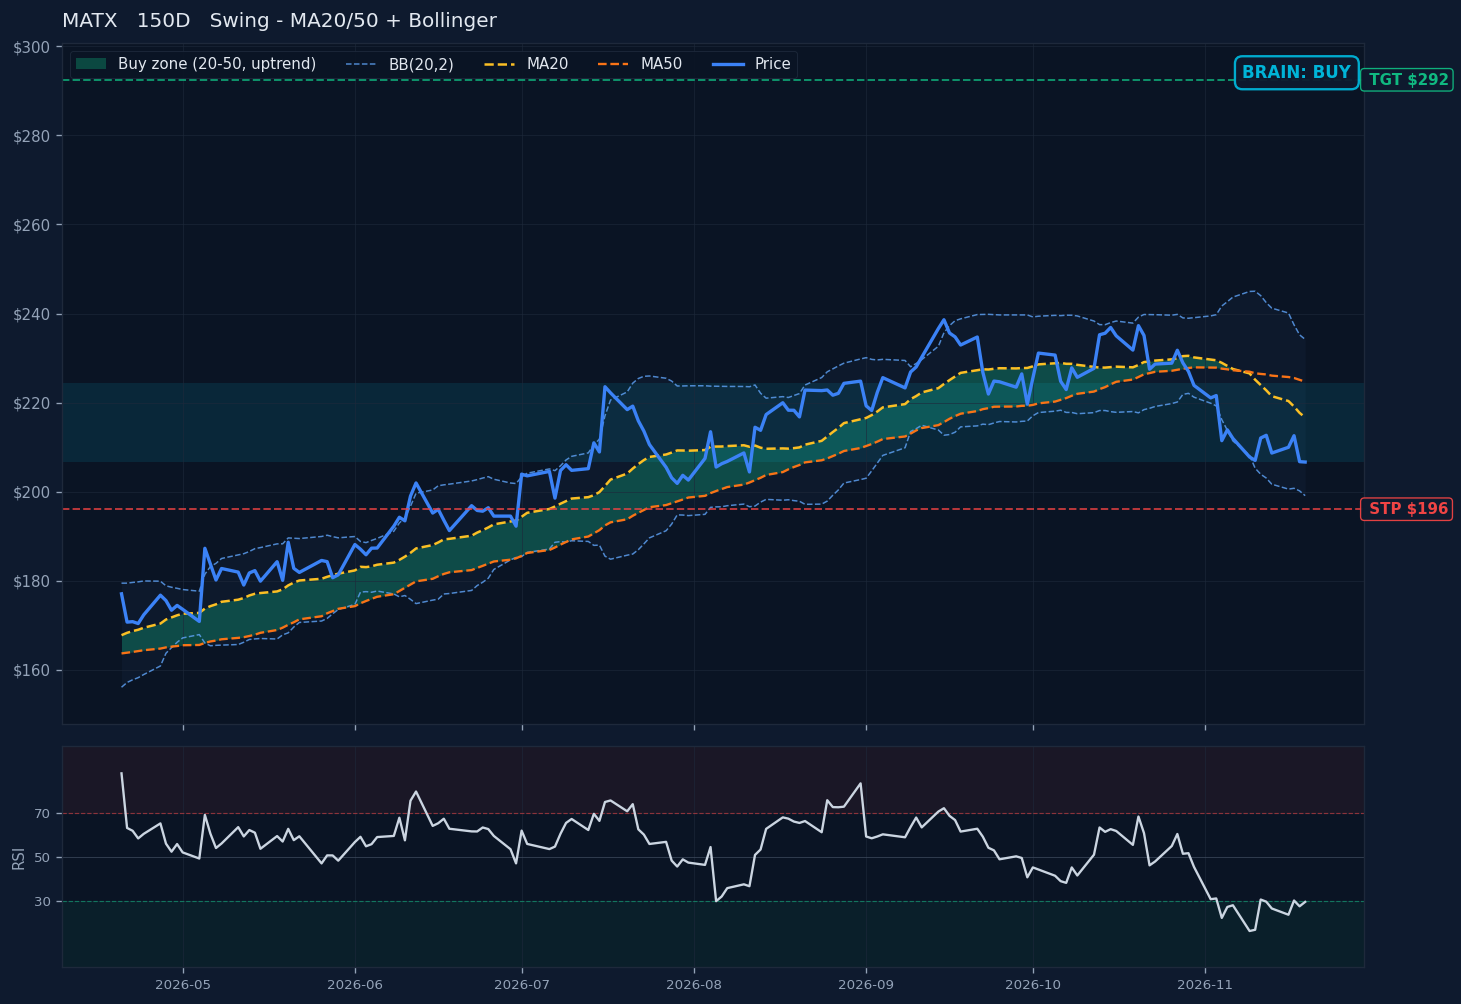 MATX 150D Swing - MA20/50 + Bollinger
$300
Buy zone (20-50, uptrend) BB(20,2) MA20 MA50 Price
BRAIN: BUY
TGT $292
$280
$260
$240
$220
$200
STP $196
$180
$160
70
50
30
RSI
2026-05 2026-06 2026-07 2026-08 2026-09 2026-10 2026-11